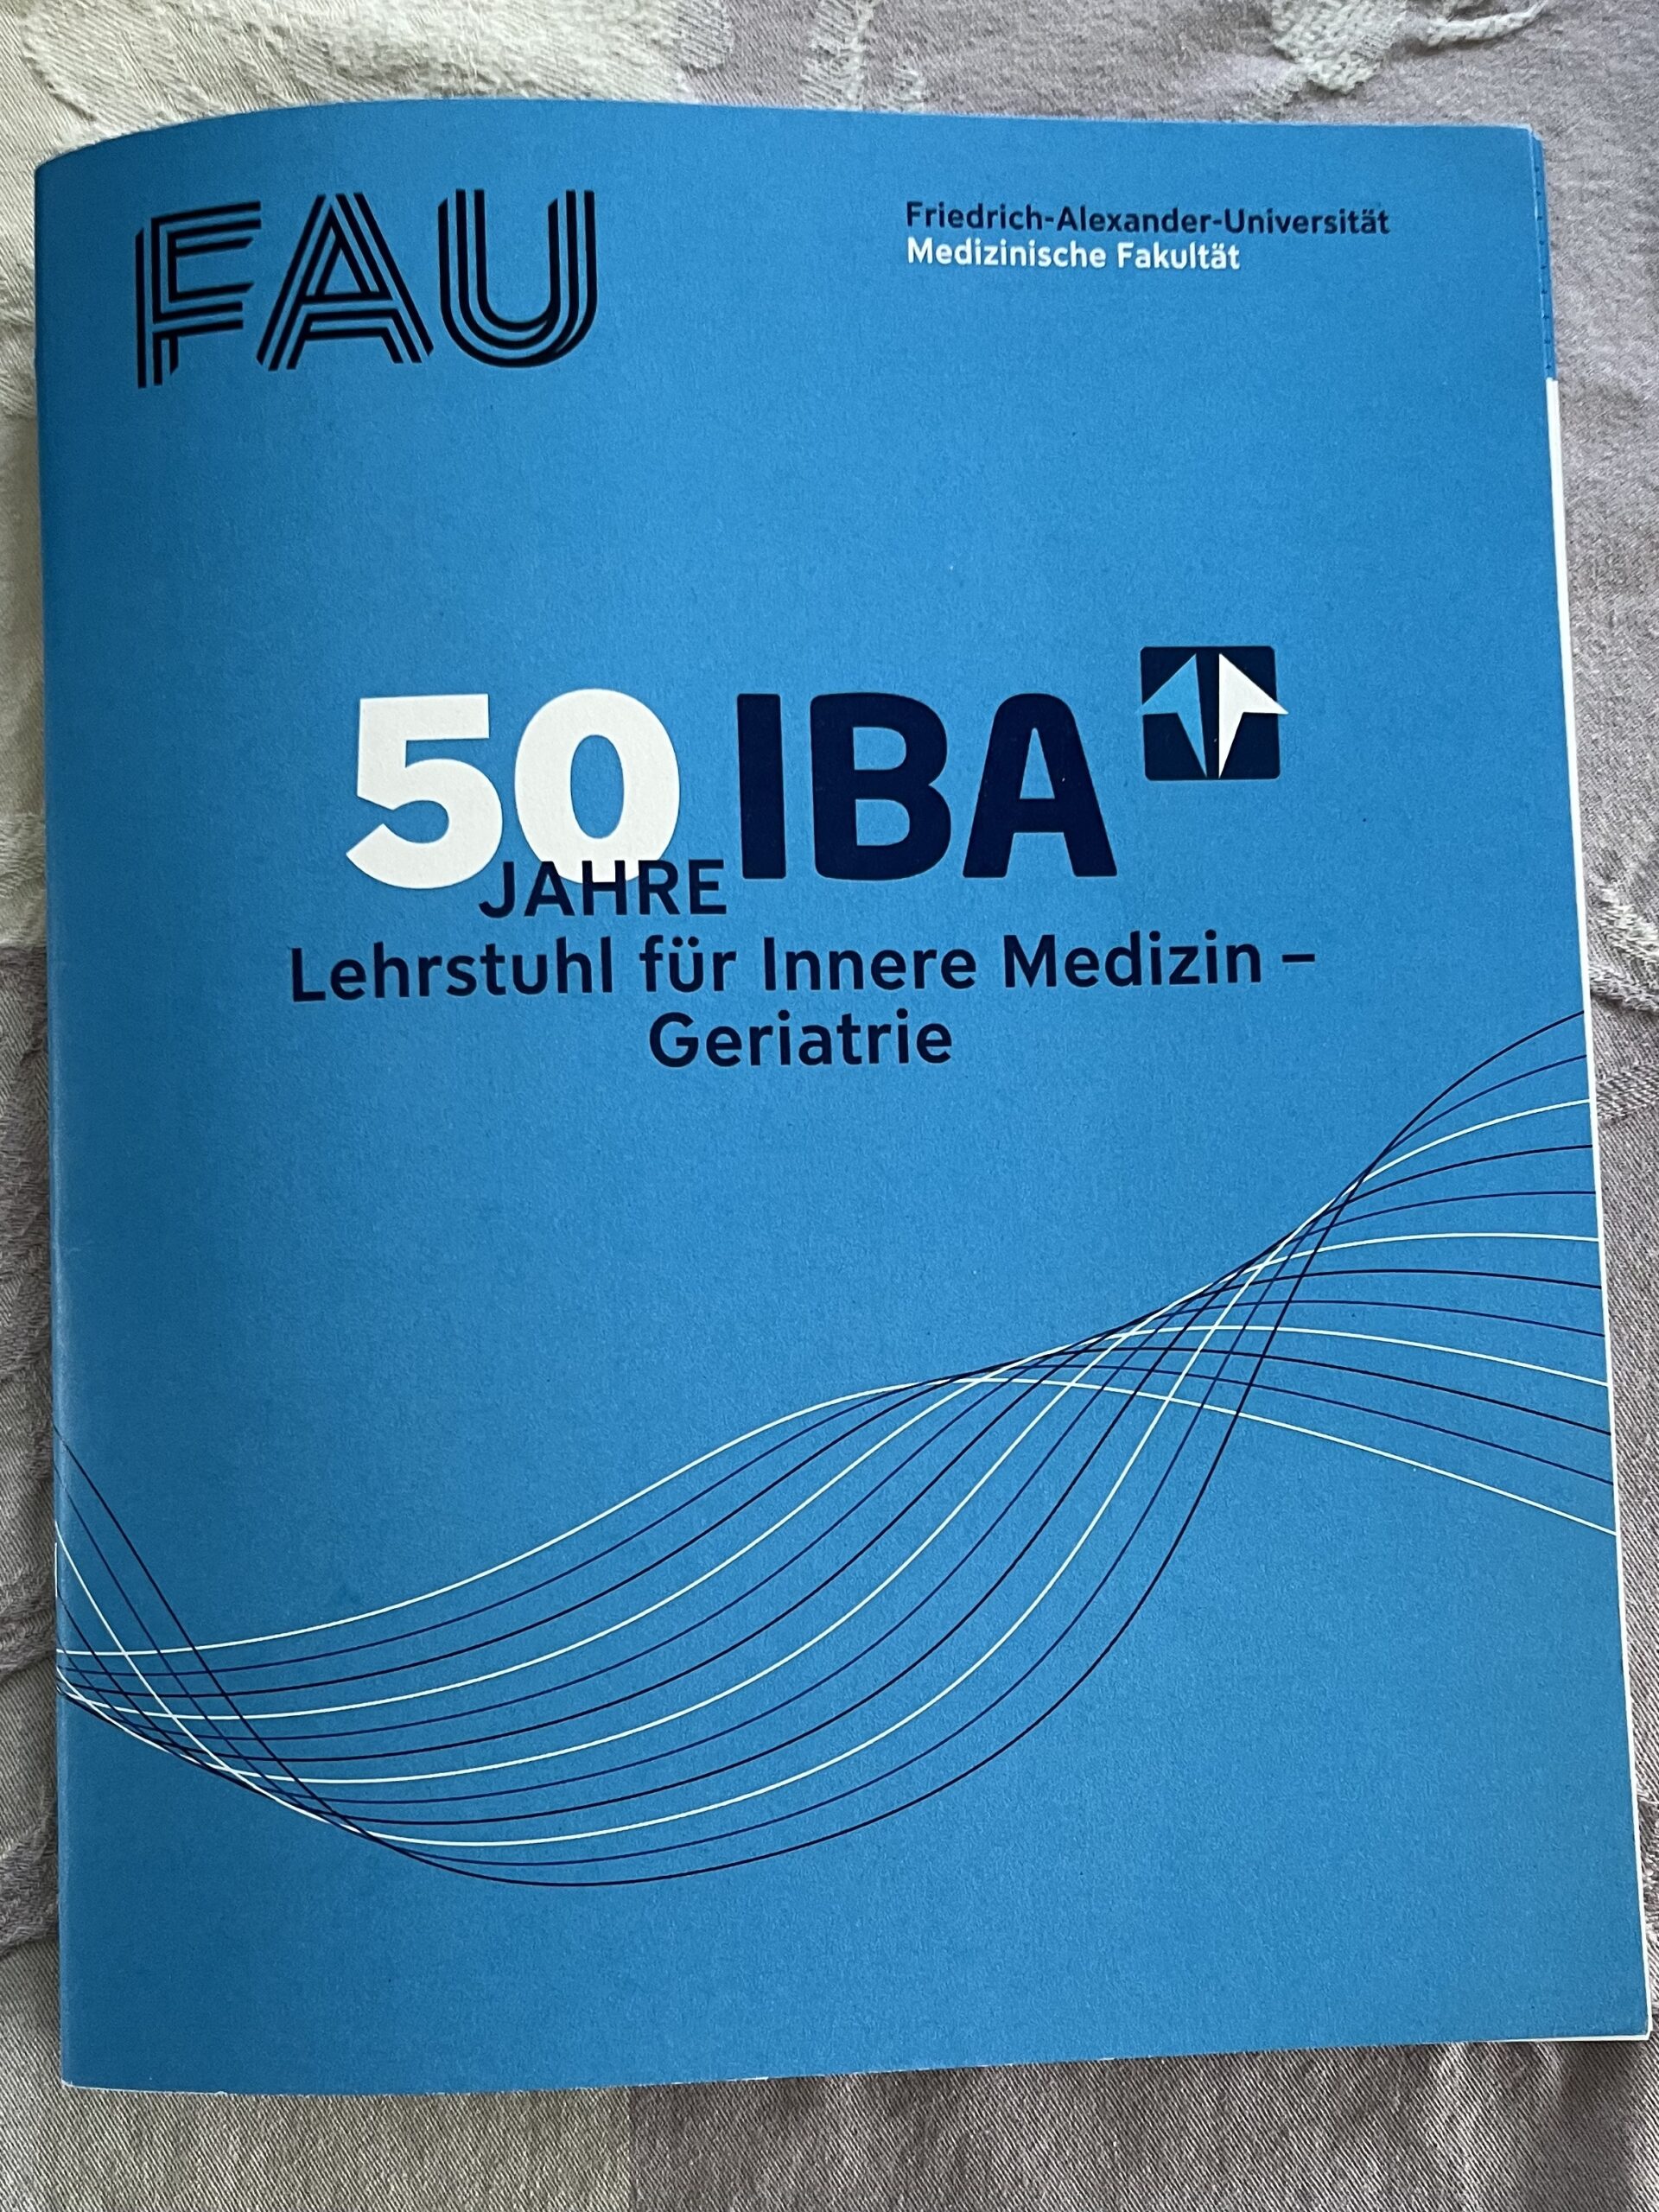 FAU
Friedrich-Alexander-Universität
Medizinische Fakultät
50 IBA
JAHRE
Lehrstuhl für Innere Medizin –
Geriatrie